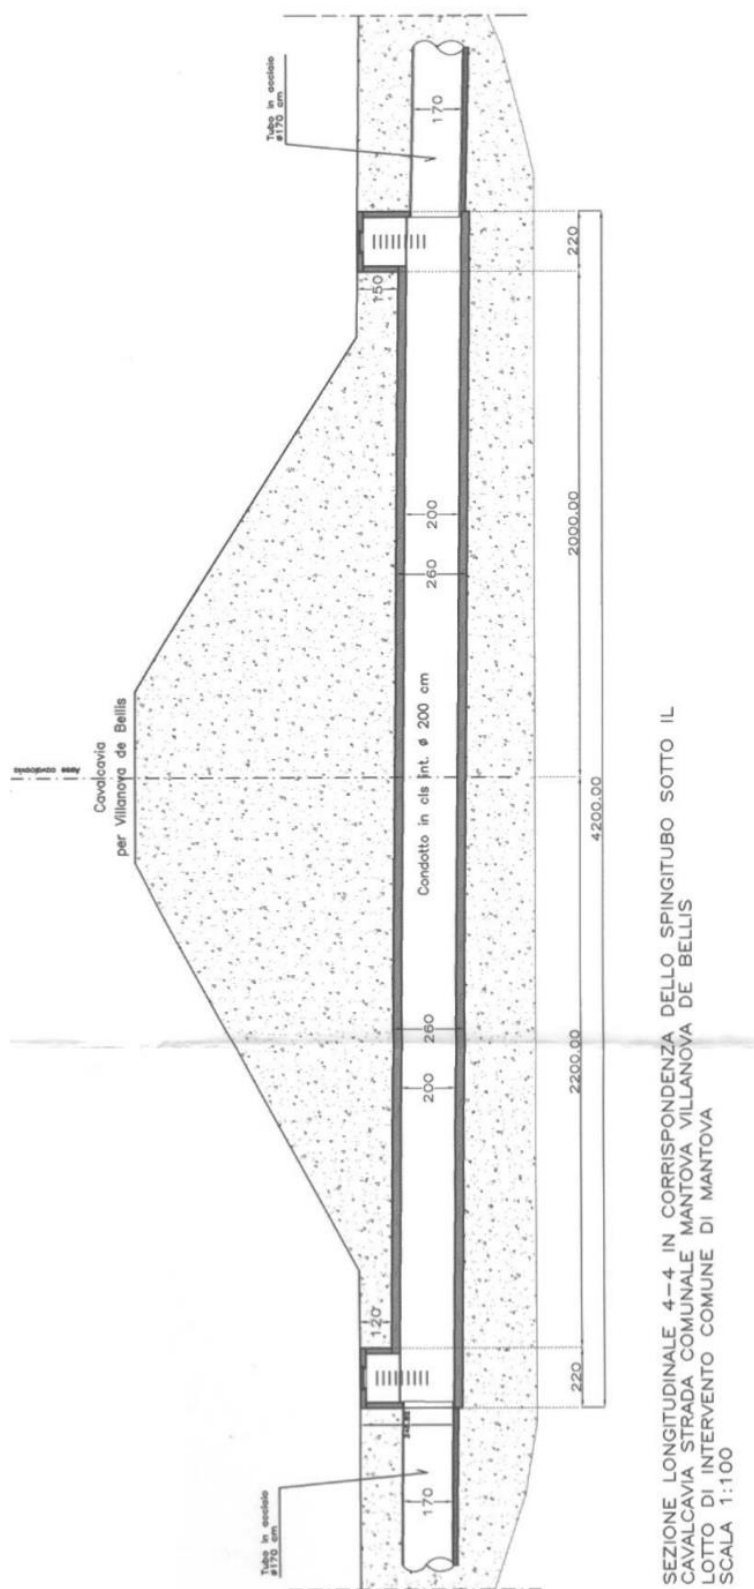 Asse cavalcavia
Cavalcavia
per Villanova de Bellis
Tubo in acciaio
ø170 cm
Tubo in acciaio
ø170 cm
120
150
170
200
260
Condotto in cls int. ø 200 cm
260
200
170
220
2200.00
2000.00
220
4200.00
SEZIONE LONGITUDINALE 4-4 IN CORRISPONDENZA DELLO SPINGITUBO SOTTO IL
CAVALCAVIA STRADA COMUNALE MANTOVA VILLANOVA DE BELLIS
LOTTO DI INTERVENTO COMUNE DI MANTOVA
SCALA 1:100